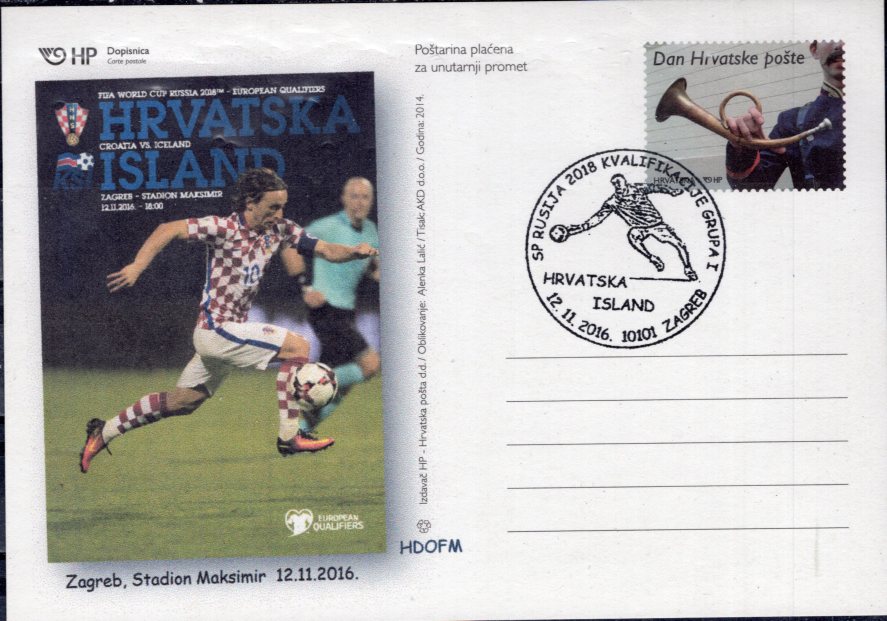 HP Dopisnica
Carte postale
FIFA WORLD CUP RUSSIA 2018™ - EUROPEAN QUALIFIERS
HNS
HRVATSKA
CROATIA VS. ICELAND
KSÍ
ISLAND
ZAGREB - STADION MAKSIMIR
12.11.2016. - 18:00
10
EUROPEAN
QUALIFIERS
Zagreb, Stadion Maksimir 12.11.2016.
Izdavač HP - Hrvatska pošta d.d. / Oblikovanje: Alenka Lalić / Tisak: AKD d.o.o. / Godina: 2014.
HDOFM
Poštarina plaćena
za unutarnji promet
Dan Hrvatske pošte
HRVATSKA HP
SP RUSIJA 2018 KVALIFIKACIJE GRUPA I
HRVATSKA
ISLAND
12. 11. 2016. 10101 ZAGREB